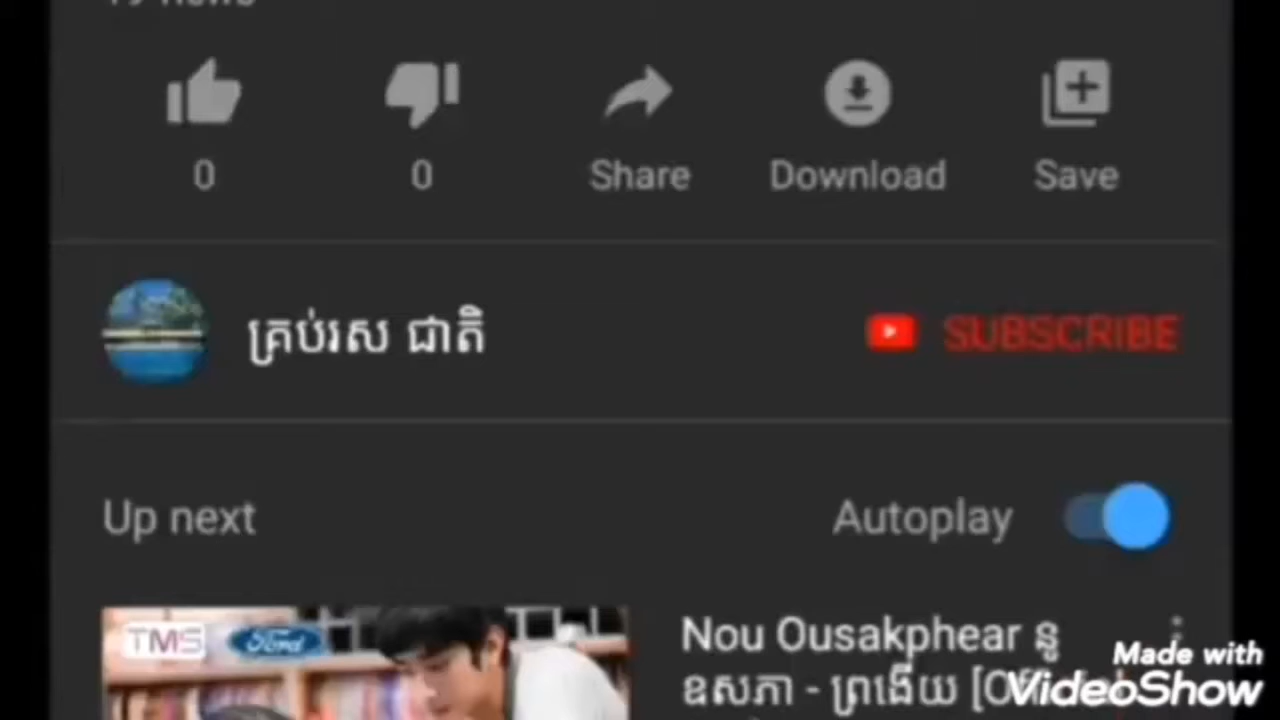 0
0
Share
Download
Save
គ្រប់រស ជាតិ
SUBSCRIBE
Up next
Autoplay
TMS
Ford
Nou Ousakphear នូ
ឧសភា - ព្រងើយ
Made with
VideoShow